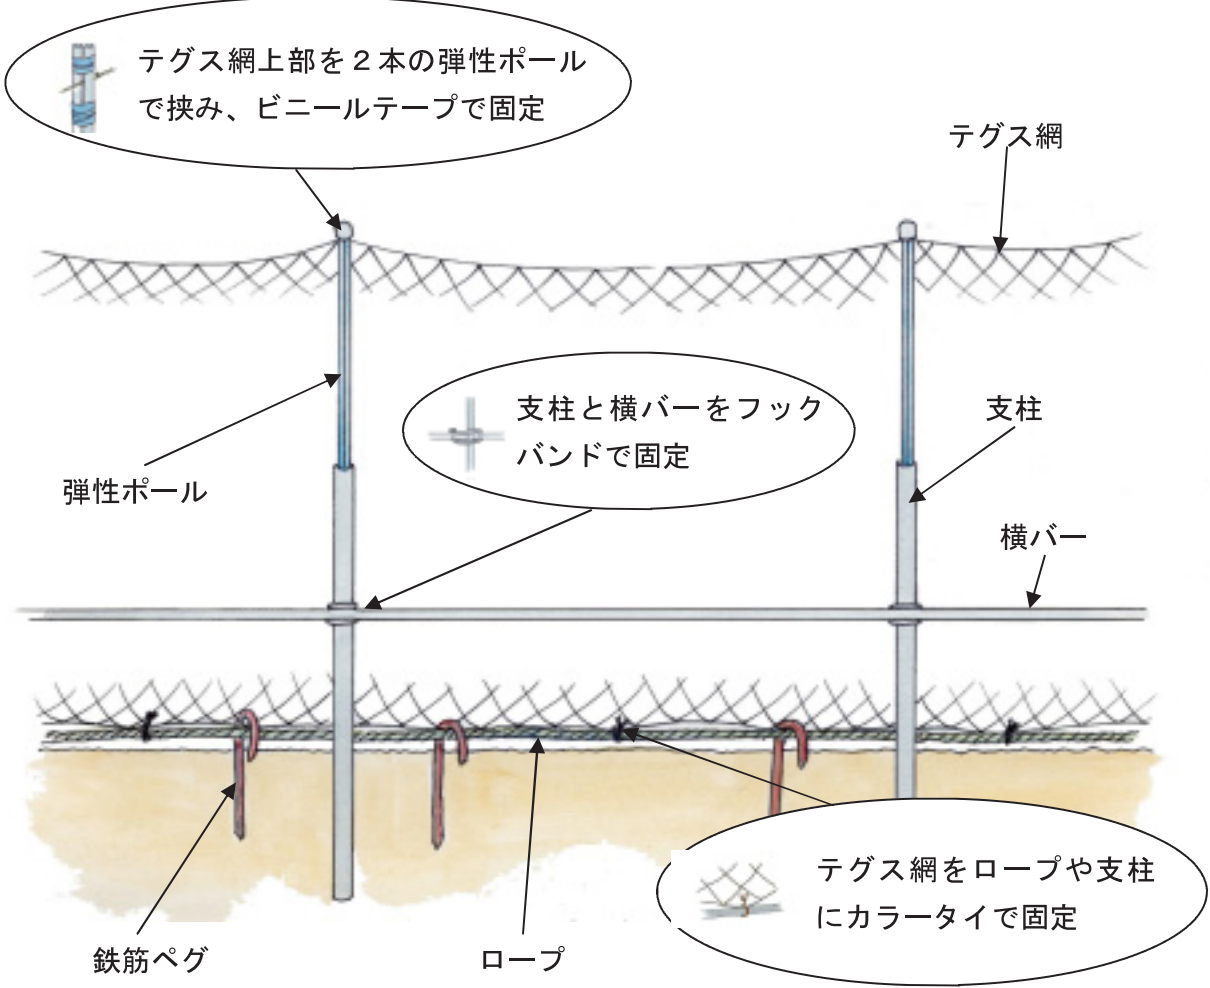 テグス網上部を２本の弾性ポール
で挟み、ビニールテープで固定
テグス網
支柱と横バーをフック
バンドで固定
支柱
弾性ポール
横バー
テグス網をロープや支柱
にカラータイで固定
鉄筋ペグ
ロープ